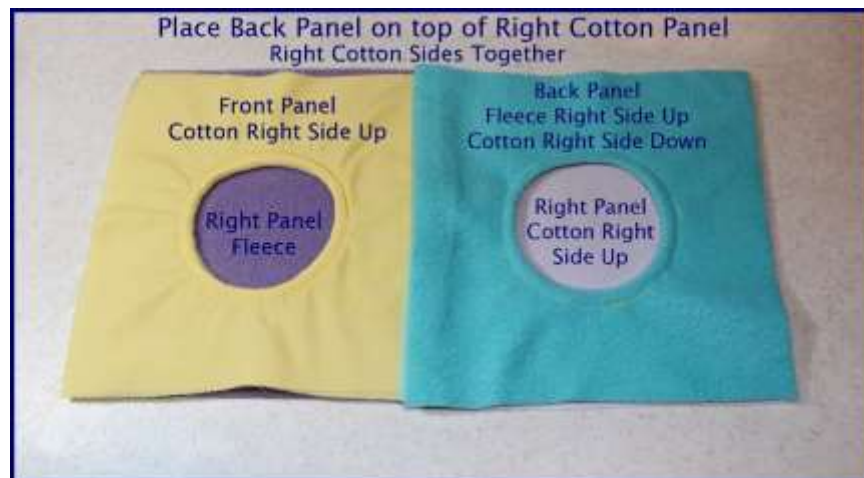 Place Back Panel on top of Right Cotton Panel
Right Cotton Sides Together
Front Panel
Cotton Right Side Up
Right Panel
Fleece
Back Panel
Fleece Right Side Up
Cotton Right Side Down
Right Panel
Cotton Right
Side Up